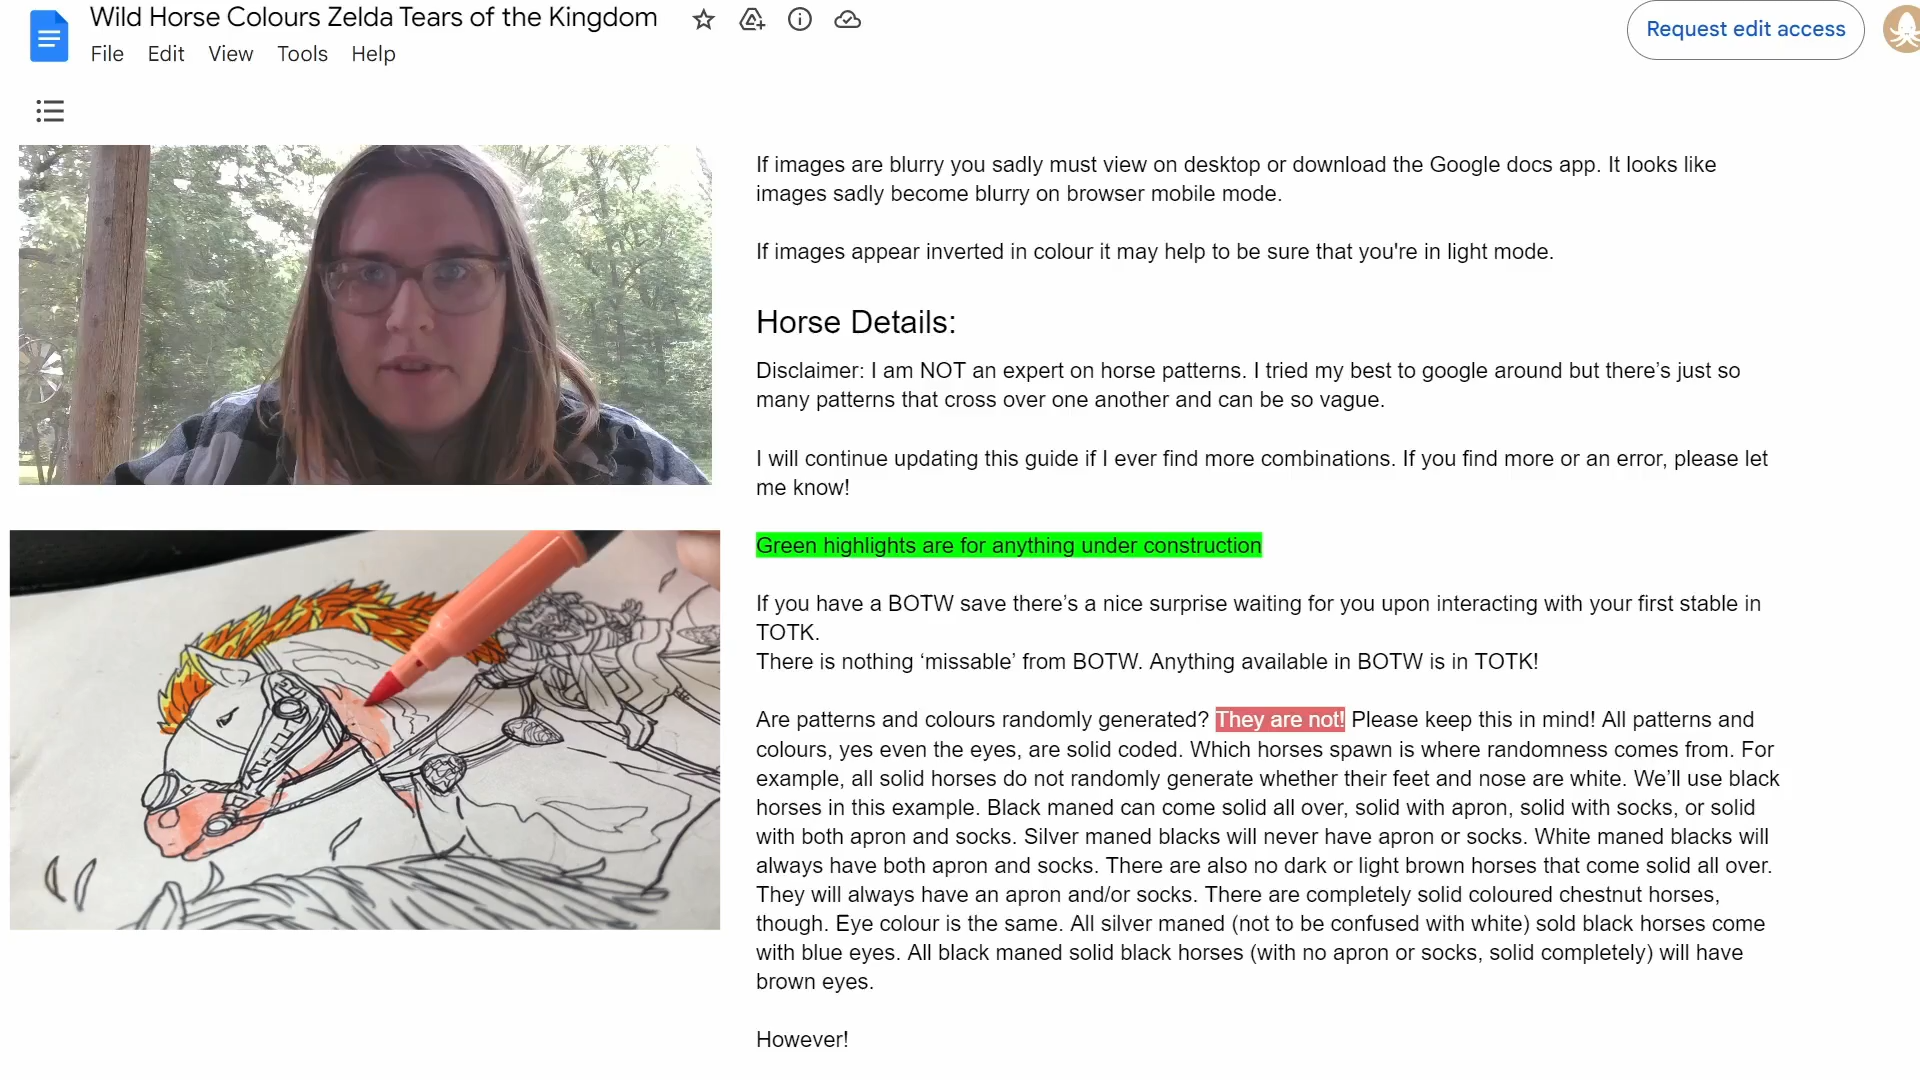 Wild Horse Colours Zelda Tears of the Kingdom
File Edit View Tools Help
Request edit access
If images are blurry you sadly must view on desktop or download the Google docs app. It looks like
images sadly become blurry on browser mobile mode.
If images appear inverted in colour it may help to be sure that you're in light mode.
Horse Details:
Disclaimer: I am NOT an expert on horse patterns. I tried my best to google around but there’s just so
many patterns that cross over one another and can be so vague.
I will continue updating this guide if I ever find more combinations. If you find more or an error, please let
me know!
Green highlights are for anything under construction
If you have a BOTW save there’s a nice surprise waiting for you upon interacting with your first stable in
TOTK.
There is nothing ‘missable’ from BOTW. Anything available in BOTW is in TOTK!
Are patterns and colours randomly generated? They are not! Please keep this in mind! All patterns and
colours, yes even the eyes, are solid coded. Which horses spawn is where randomness comes from. For
example, all solid horses do not randomly generate whether their feet and nose are white. We’ll use black
horses in this example. Black maned can come solid all over, solid with apron, solid with socks, or solid
with both apron and socks. Silver maned blacks will never have apron or socks. White maned blacks will
always have both apron and socks. There are also no dark or light brown horses that come solid all over.
They will always have an apron and/or socks. There are completely solid coloured chestnut horses,
though. Eye colour is the same. All silver maned (not to be confused with white) sold black horses come
with blue eyes. All black maned solid black horses (with no apron or socks, solid completely) will have
brown eyes.
However!